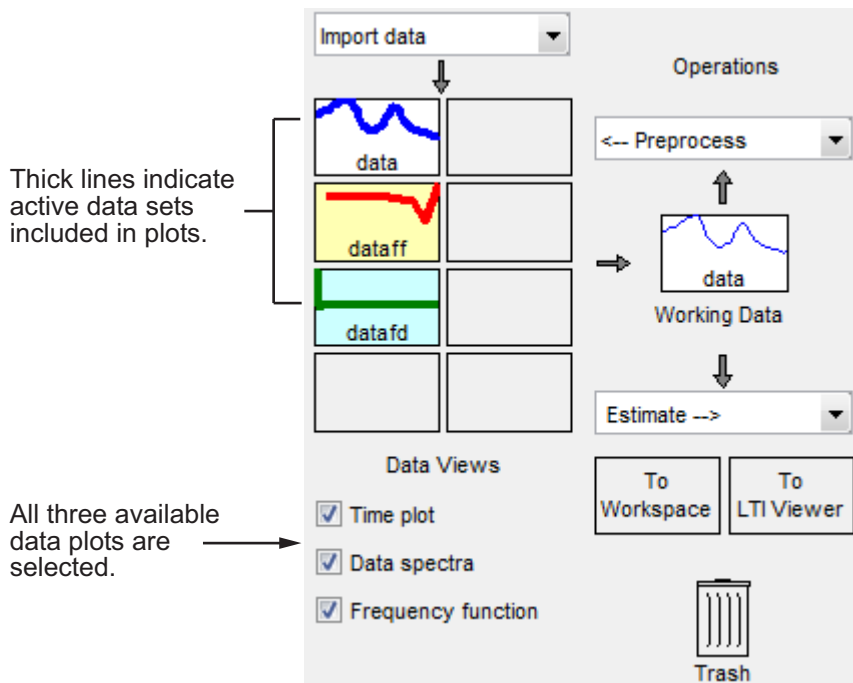 Import data
Operations
<-- Preprocess
data
Thick lines indicate
active data sets
included in plots.
dataff
data
Working Data
datafd
Estimate -->
Data Views
To
Workspace
To
LTI Viewer
All three available
data plots are
selected.
Time plot
Data spectra
Frequency function
Trash